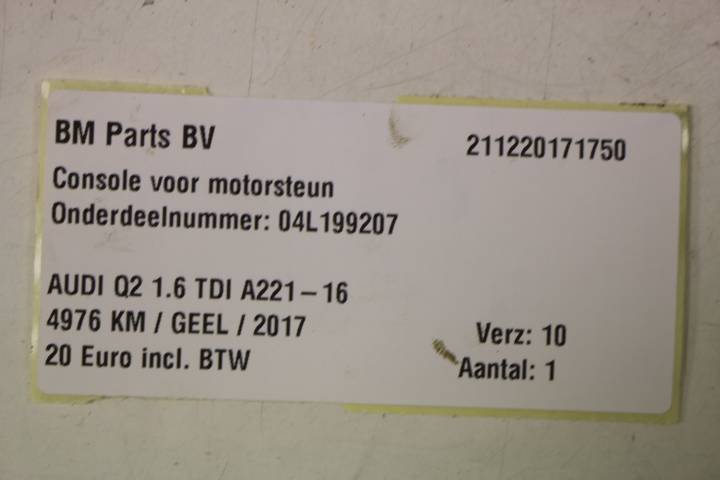 BM Parts BV
211220171750
Console voor motorsteun
Onderdeelnummer: 04L199207
AUDI Q2 1.6 TDI A221-16
4976 KM / GEEL / 2017
Verz: 10
20 Euro incl. BTW
Aantal: 1